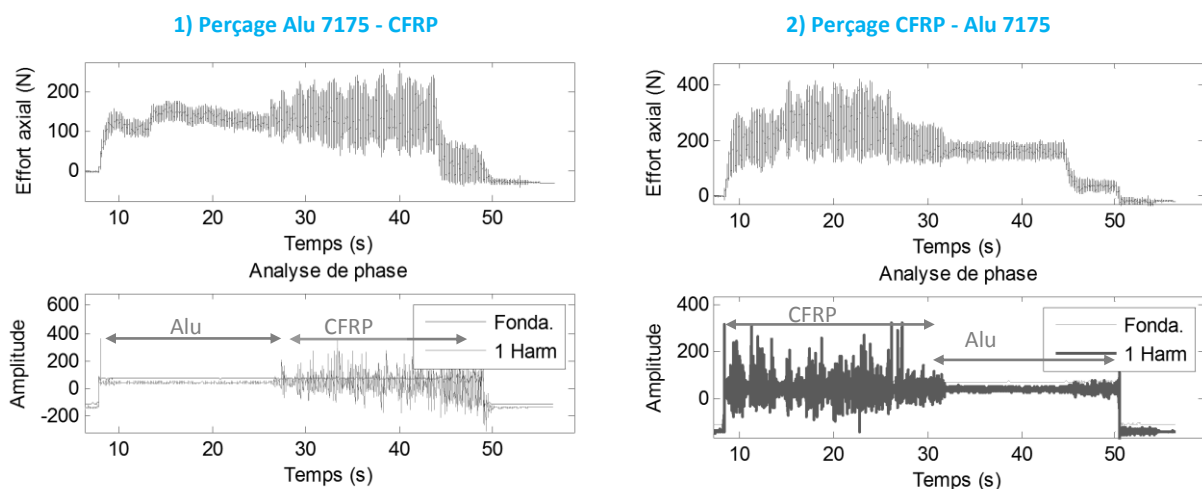 1) Perçage Alu 7175 - CFRP
Effort axial (N)
200
100
0
10 20 30 40 50
Temps (s)
Analyse de phase
Amplitude
600
400
200
0
-200
Alu
CFRP
Fonda.
1 Harm
10 20 30 40 50
Temps (s)
2) Perçage CFRP - Alu 7175
Effort axial (N)
400
200
0
10 20 30 40 50
Temps (s)
Analyse de phase
Amplitude
400
200
0
CFRP
Alu
Fonda.
1 Harm
10 20 30 40 50
Temps (s)